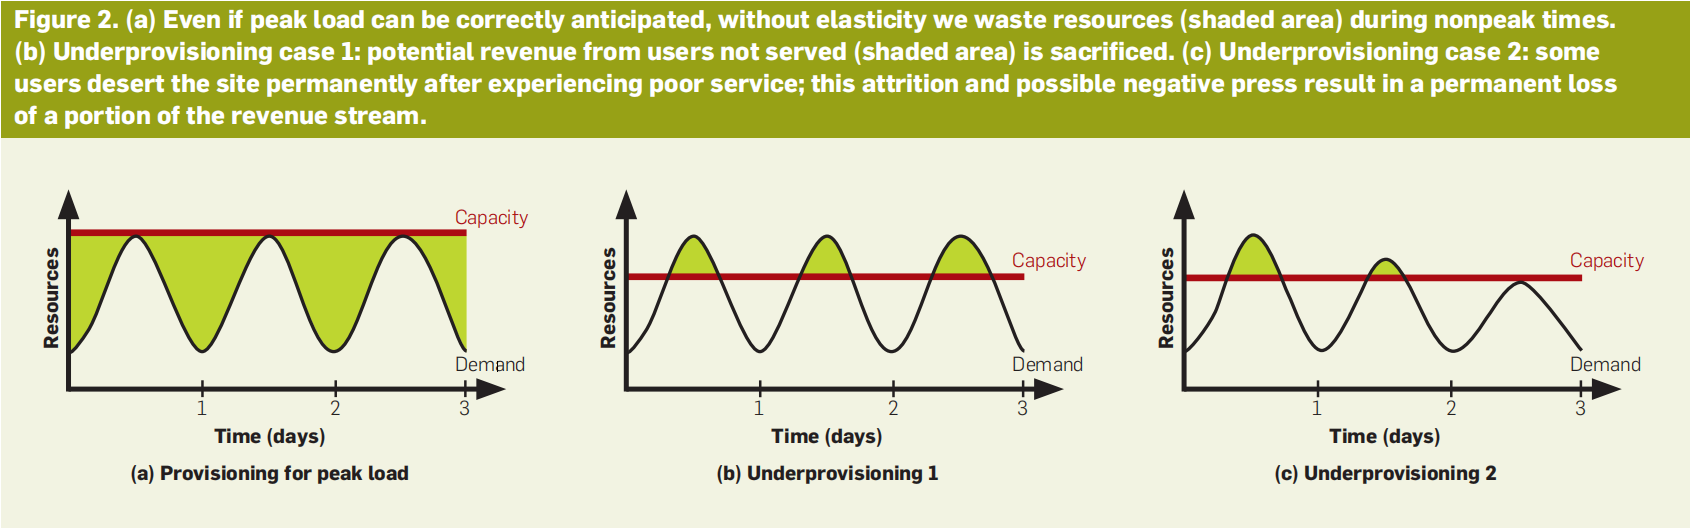 Figure 2. (a) Even if peak load can be correctly anticipated, without elasticity we waste resources (shaded area) during nonpeak times.
(b) Underprovisioning case 1: potential revenue from users not served (shaded area) is sacrificed. (c) Underprovisioning case 2: some
users desert the site permanently after experiencing poor service; this attrition and possible negative press result in a permanent loss
of a portion of the revenue stream.
Resources
Capacity
Demand
1 2 3
Time (days)
(a) Provisioning for peak load
Resources
Capacity
Demand
1 2 3
Time (days)
(b) Underprovisioning 1
Resources
Capacity
Demand
1 2 3
Time (days)
(c) Underprovisioning 2